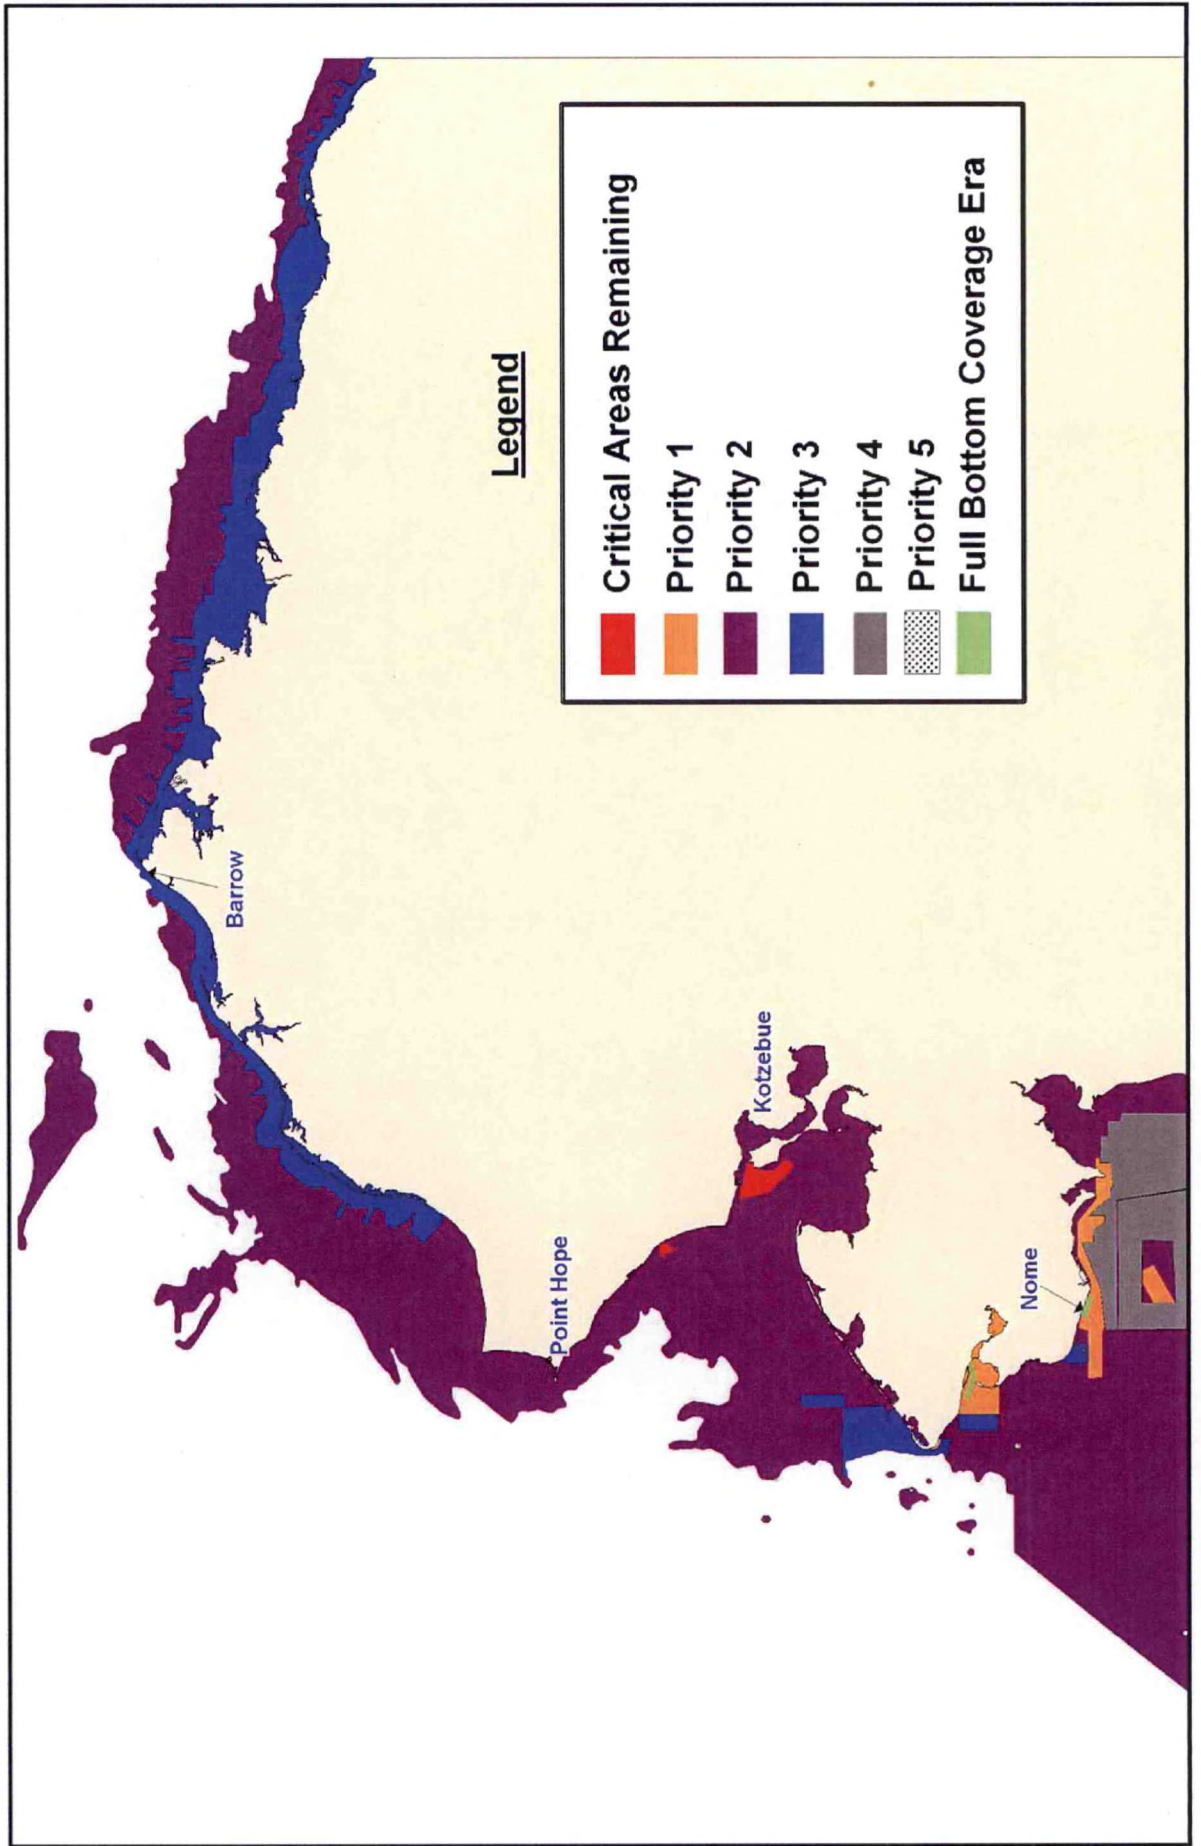 Barrow
Point Hope
Kotzebue
Nome
Legend
Critical Areas Remaining
Priority 1
Priority 2
Priority 3
Priority 4
Priority 5
Full Bottom Coverage Era